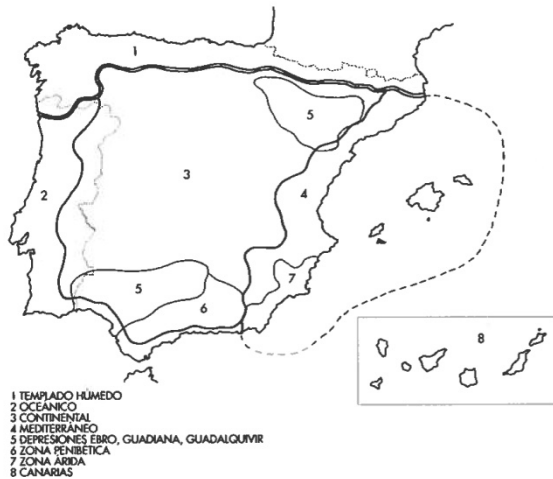 1
5
2
3
4
7
5
6
8
1 TEMPLADO HÚMEDO
2 OCEÁNICO
3 CONTINENTAL
4 MEDITERRÁNEO
5 DEPRESIONES EBRO, GUADIANA, GUADALQUIVIR
6 ZONA PENIBÉTICA
7 ZONA ÁRIDA
8 CANARIAS